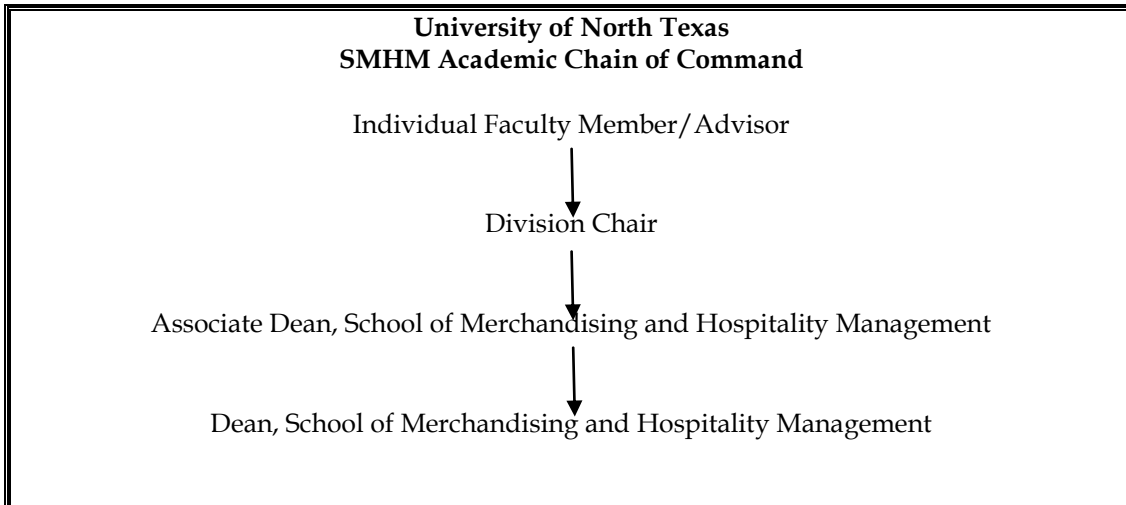 University of North Texas
SMHM Academic Chain of Command
Individual Faculty Member/Advisor
Division Chair
Associate Dean, School of Merchandising and Hospitality Management
Dean, School of Merchandising and Hospitality Management